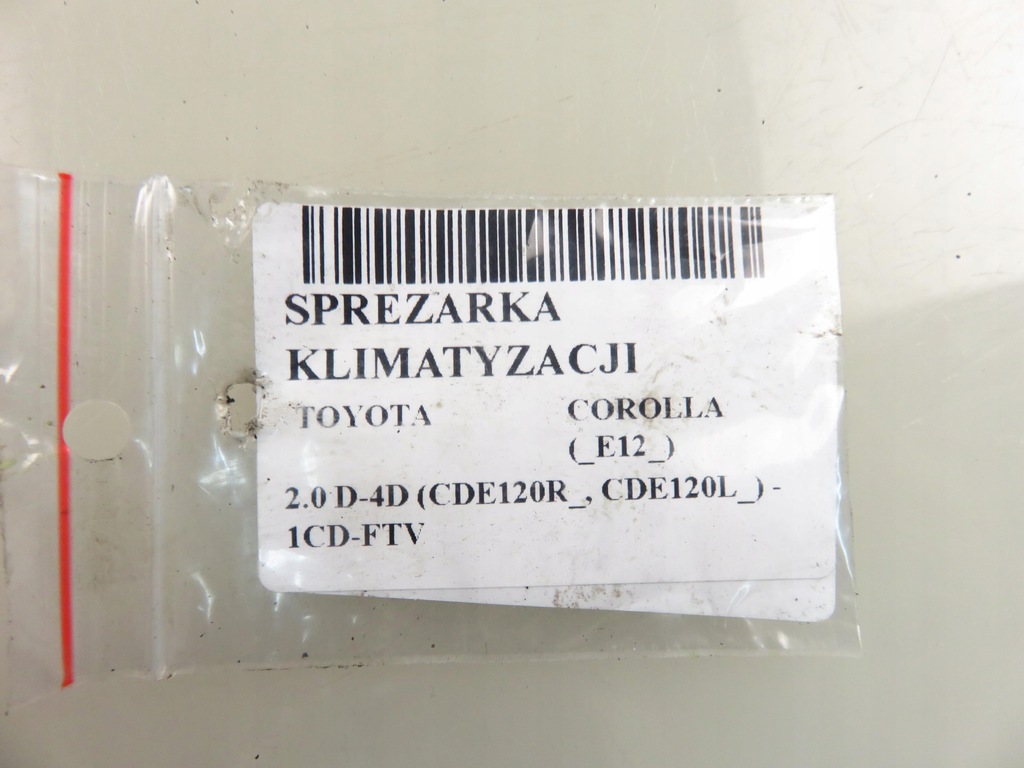 SPREZARKA
KLIMATYZACJI
TOYOTA COROLLA
(_E12_)
2.0 D-4D (CDE120R_, CDE120L_) -
1CD-FTV